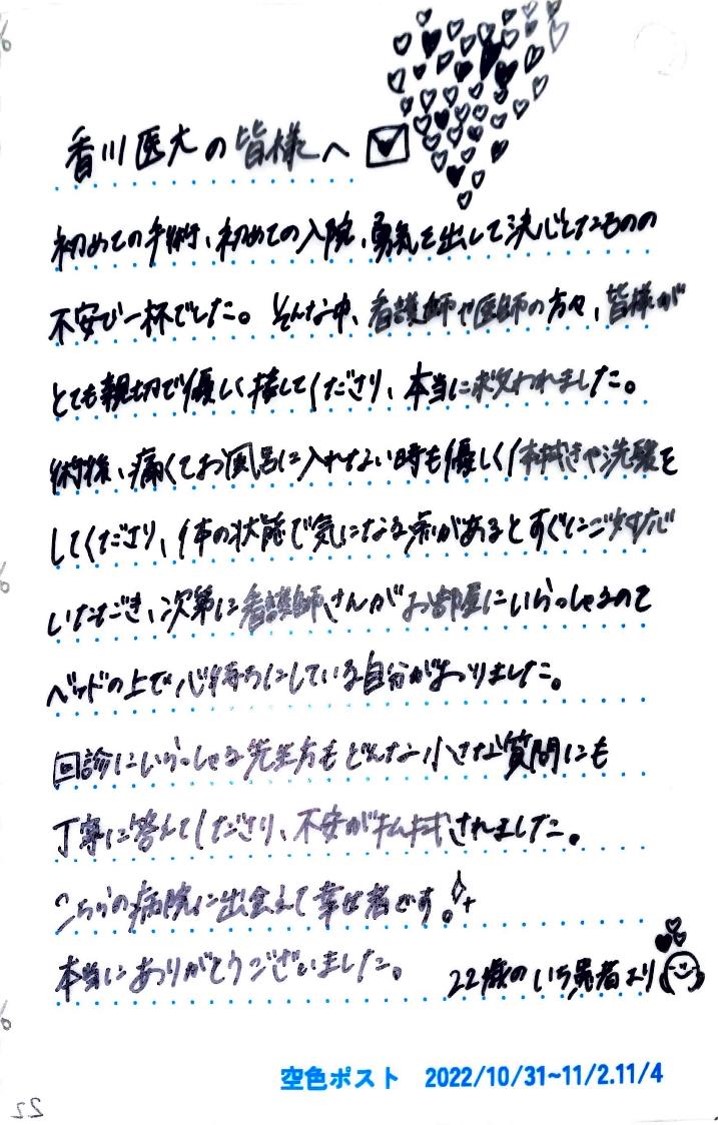 香川医大の皆様へ
初めての手術、初めての入院、勇気を出して決心したものの
不安で一杯でした。そんな中、看護師や医師の方々、皆様が
とても親切で優しく接してくださり、本当に救われました。
術後、痛くてお風呂に入れない時も優しく体拭きや洗髪を
してくださり、体の状態で気になる点があるとすぐにご対応
いただき、次第に看護師さんがお部屋にいらっしゃるのを
ベッドの上で心待ちにしている自分がおりました。
回診にいらっしゃる先生方もどんな小さな質問にも
丁寧に答えてくださり、不安が払拭されました。
こちらの病院に出会えて幸せ者です。
本当にありがとうございました。 22歳のいち患者より
空色ポスト 2022/10/31~11/2.11/4
22